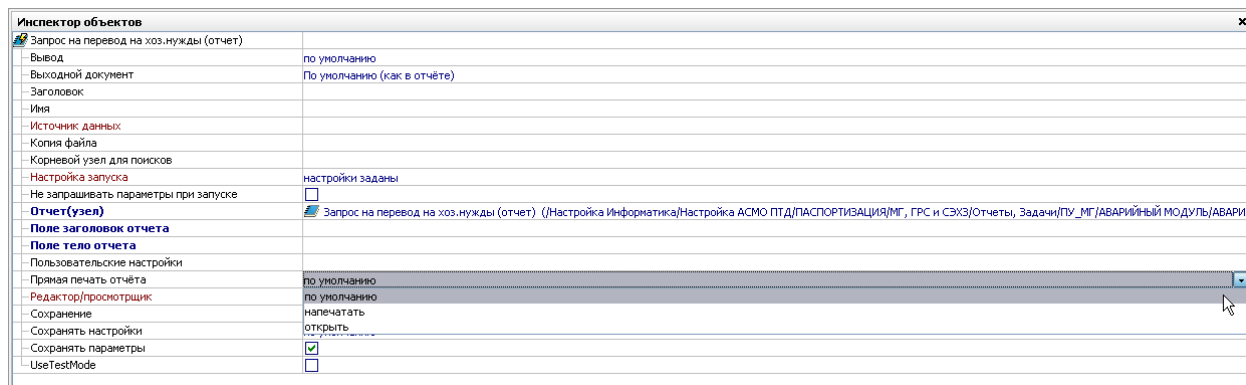 Инспектор объектов
Запрос на перевод на хоз.нужды (отчет)
Вывод по умолчанию
Выходной документ По умолчанию (как в отчёте)
Заголовок
Имя
Источник данных
Копия файла
Корневой узел для поисков
Настройка запуска настройки заданы
Не запрашивать параметры при запуске
Отчет(узел) Запрос на перевод на хоз.нужды (отчет) (/Настройка Информатика/Настройка АСМО ПТД/ПАСПОРТИЗАЦИЯ/МГ, ГРС и СЭХЗ/Отчеты, Задачи/ПУ_МГ/АВАРИЙНЫЙ МОДУЛЬ/АВАРИ
Поле заголовок отчета
Поле тело отчета
Пользовательские настройки
Прямая печать отчёта по умолчанию
Редактор/просмотрщик по умолчанию
Сохранение напечатать
Сохранять настройки открыть
Сохранять параметры
UseTestMode